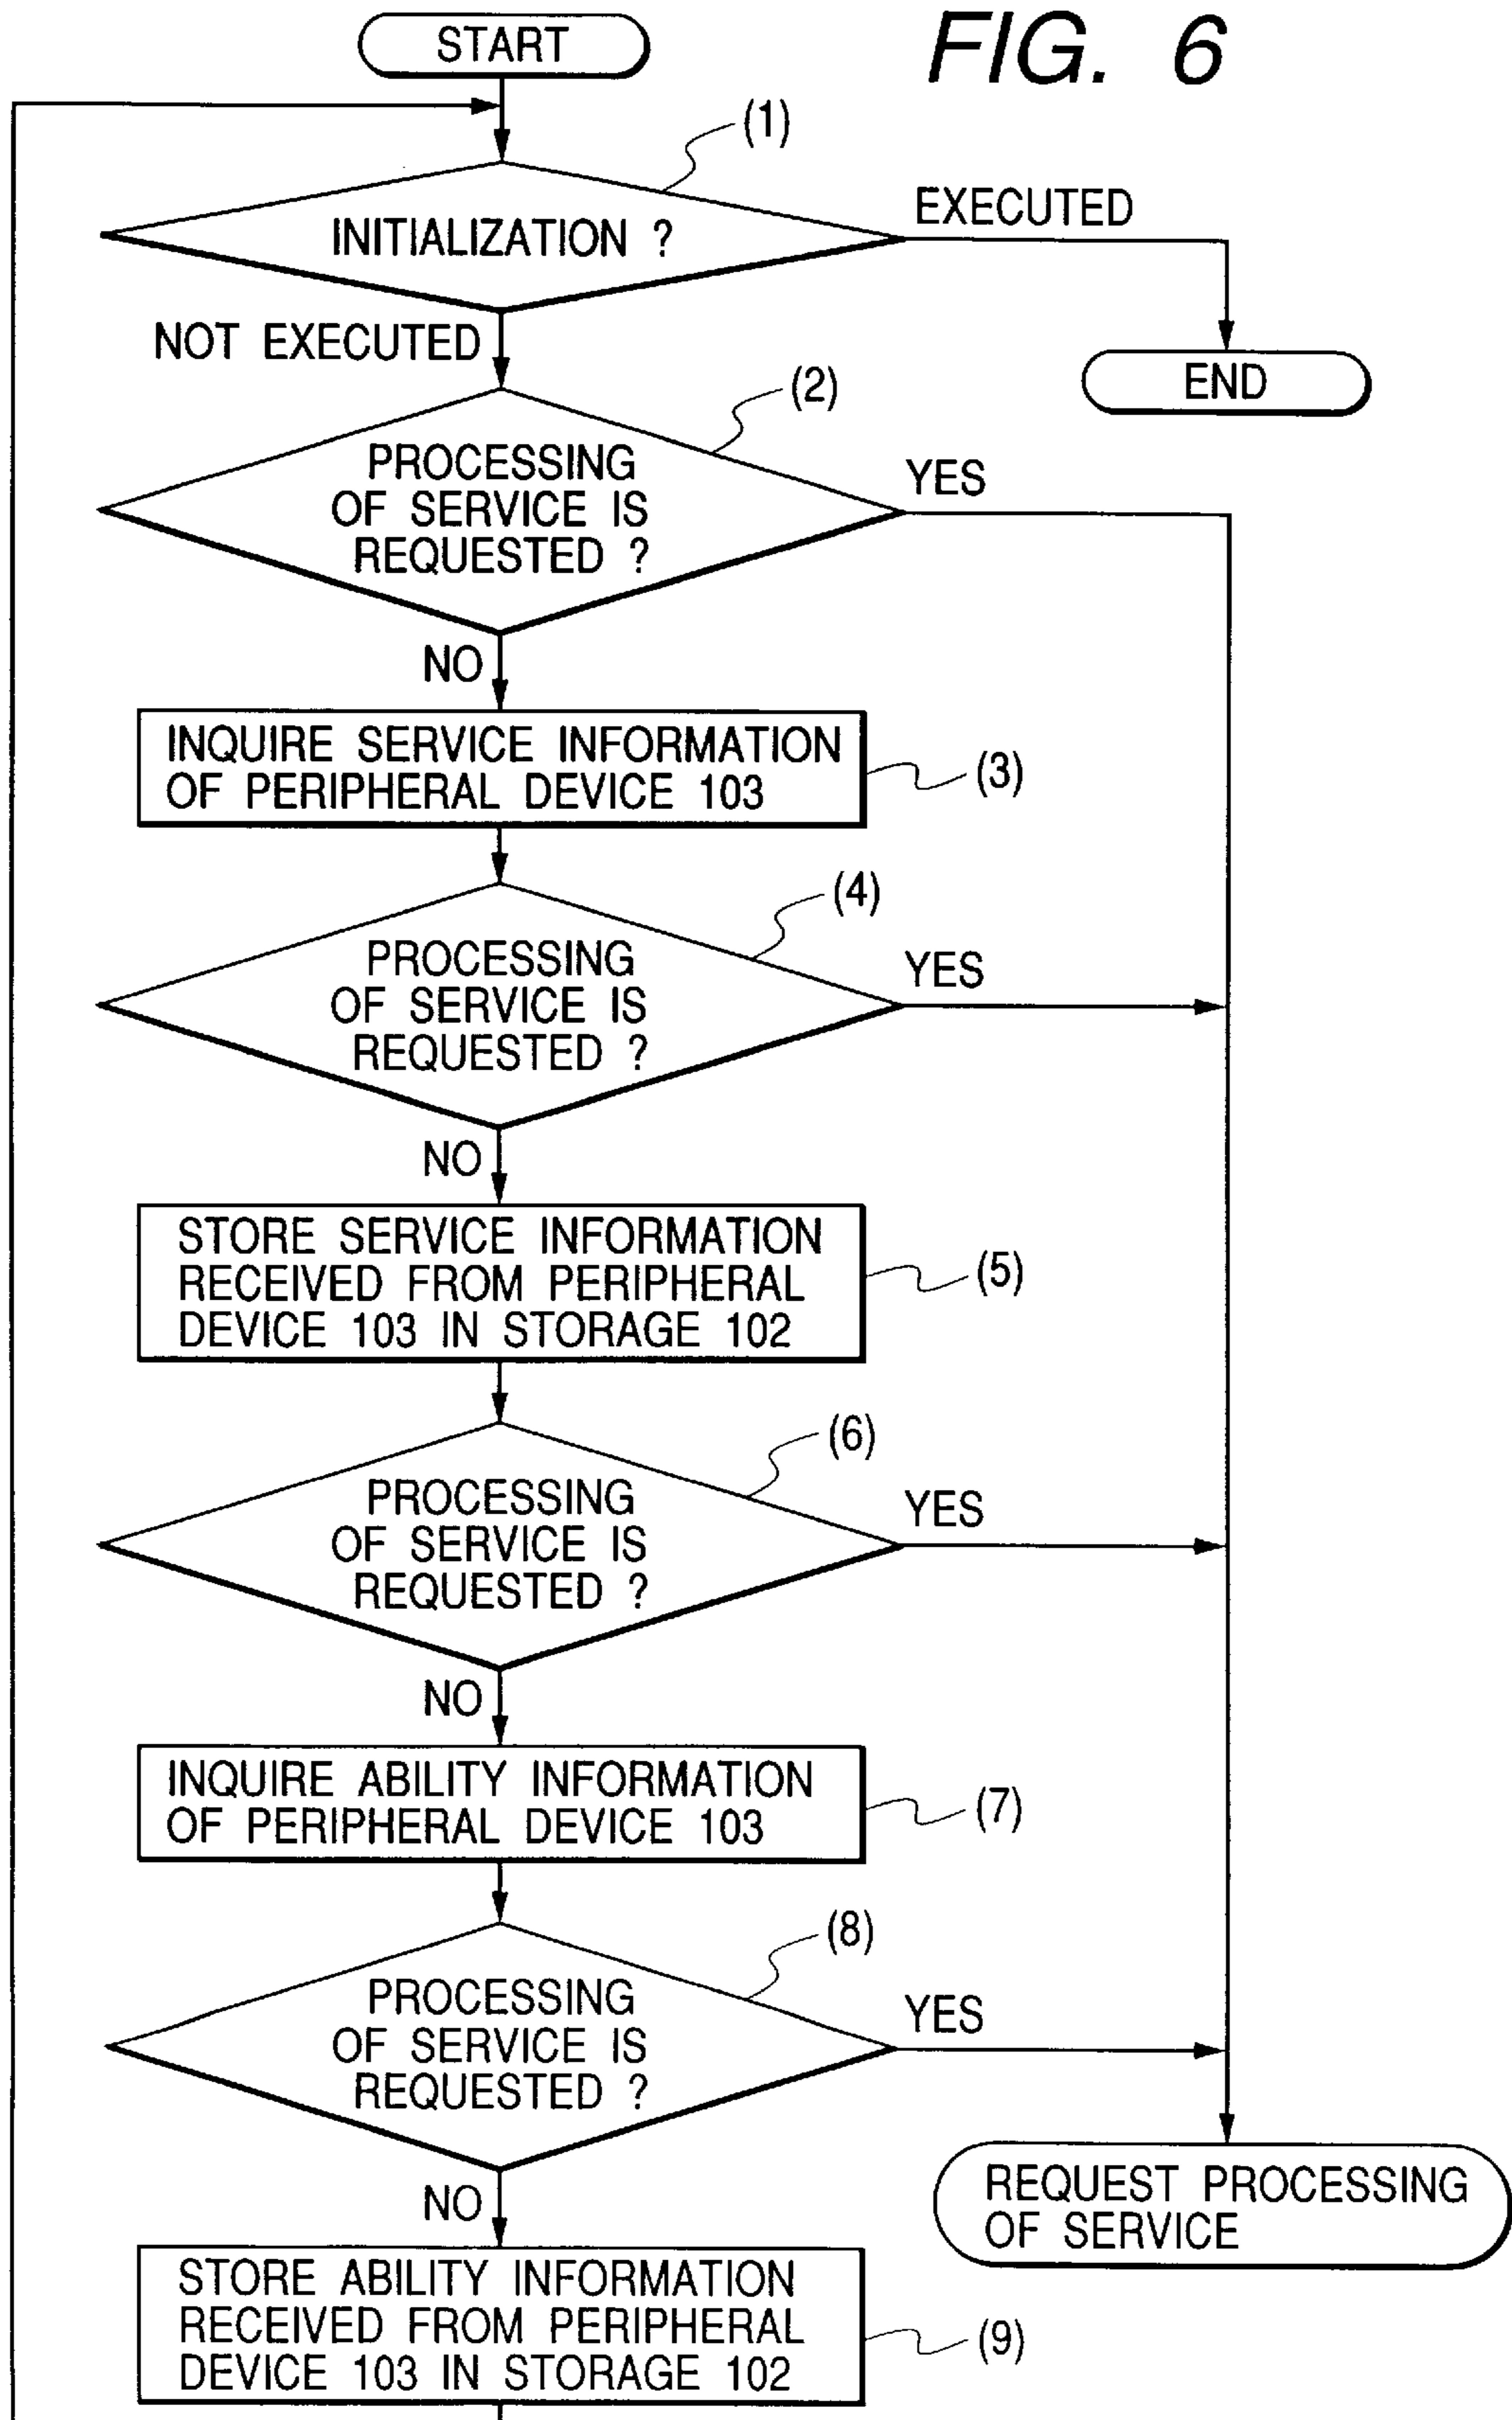 START
FIG. 6
(1)
INITIALIZATION ?
EXECUTED
NOT EXECUTED
END
(2)
PROCESSING
OF SERVICE IS
REQUESTED ?
YES
NO
INQUIRE SERVICE INFORMATION
OF PERIPHERAL DEVICE 103
(3)
(4)
PROCESSING
OF SERVICE IS
REQUESTED ?
YES
NO
STORE SERVICE INFORMATION
RECEIVED FROM PERIPHERAL
DEVICE 103 IN STORAGE 102
(5)
(6)
PROCESSING
OF SERVICE IS
REQUESTED ?
YES
NO
INQUIRE ABILITY INFORMATION
OF PERIPHERAL DEVICE 103
(7)
(8)
PROCESSING
OF SERVICE IS
REQUESTED ?
YES
NO
REQUEST PROCESSING
OF SERVICE
STORE ABILITY INFORMATION
RECEIVED FROM PERIPHERAL
DEVICE 103 IN STORAGE 102
(9)